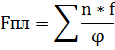 Fпл = ∑ n * f / φ